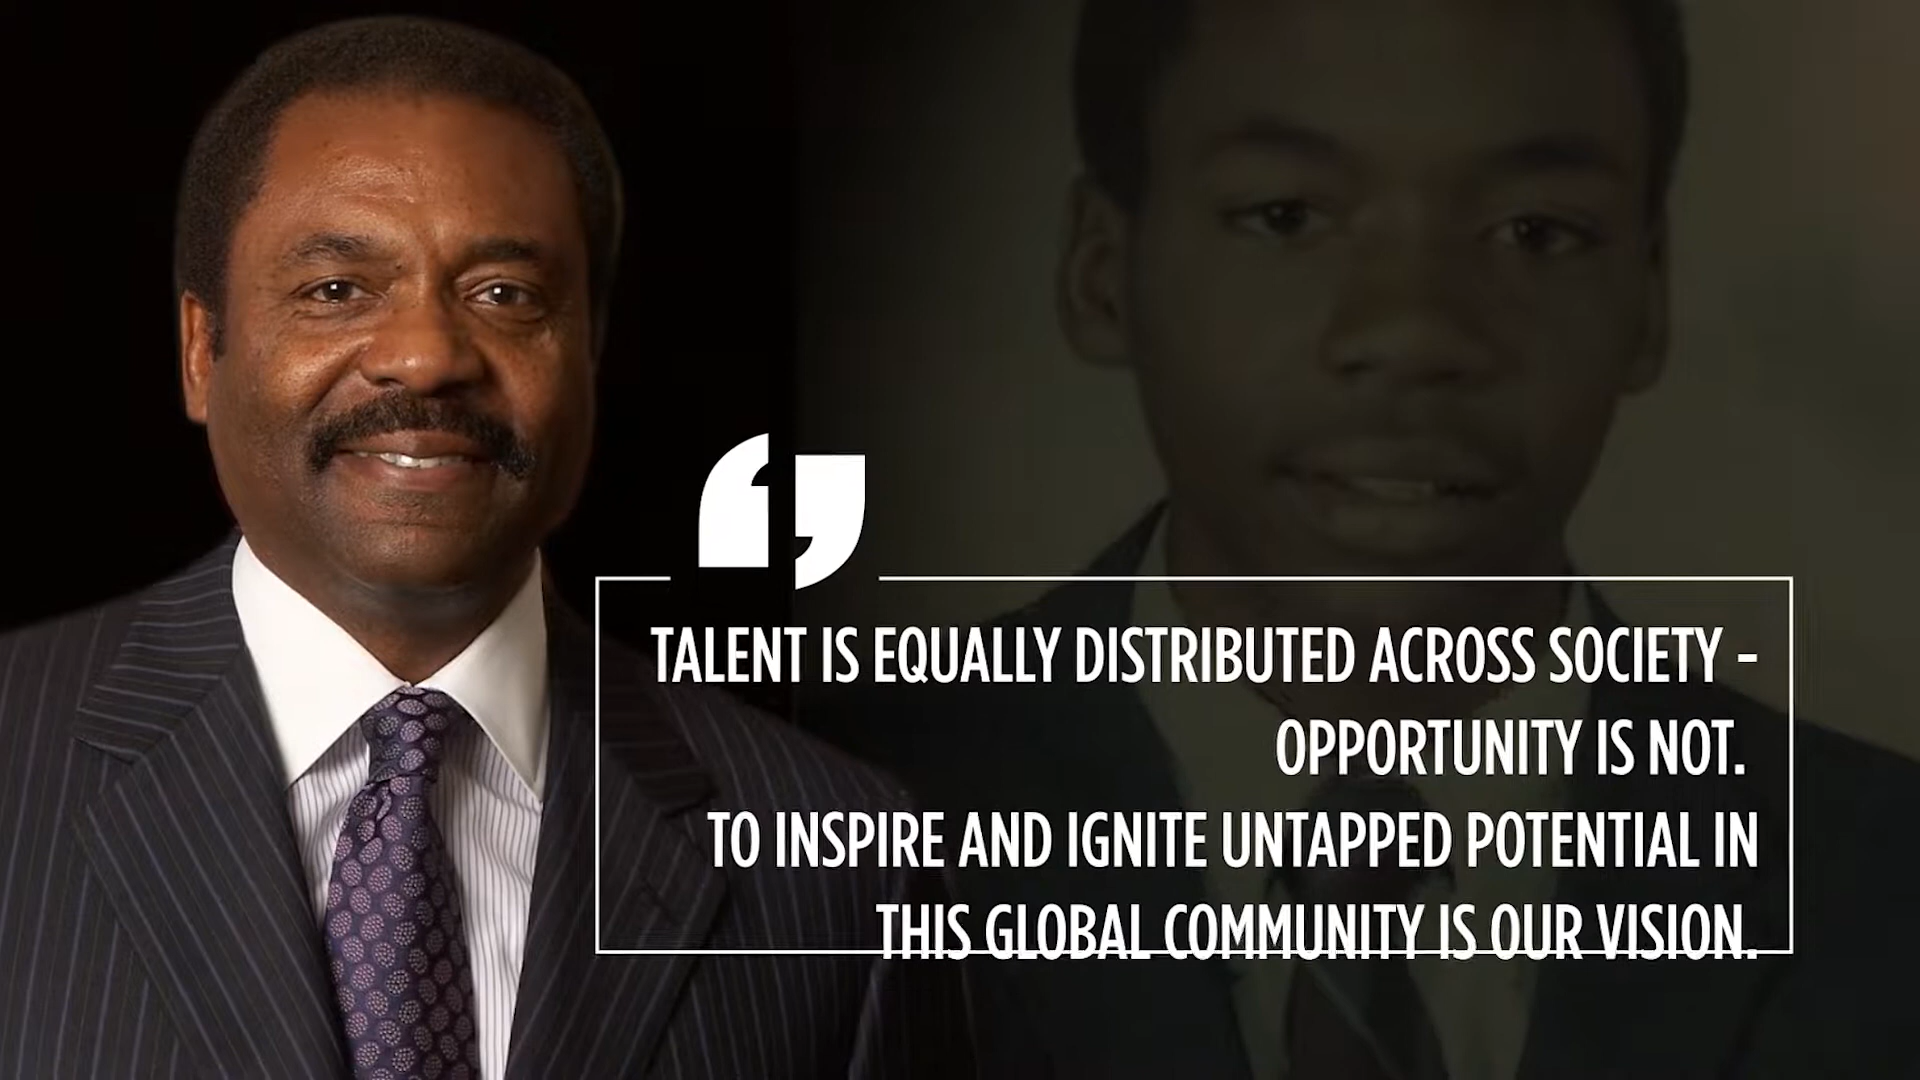 TALENT IS EQUALLY DISTRIBUTED ACROSS SOCIETY -
OPPORTUNITY IS NOT.
TO INSPIRE AND IGNITE UNTAPPED POTENTIAL IN
THIS GLOBAL COMMUNITY IS OUR VISION.